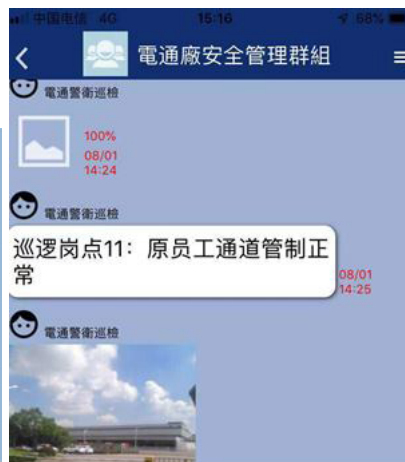 中国电信 4G 15:16 68%
電通廠安全管理群組
電通警衛巡檢
100%
08/01
14:24
電通警衛巡檢
巡逻岗点11：原员工通道管制正
常
08/01
14:25
電通警衛巡檢